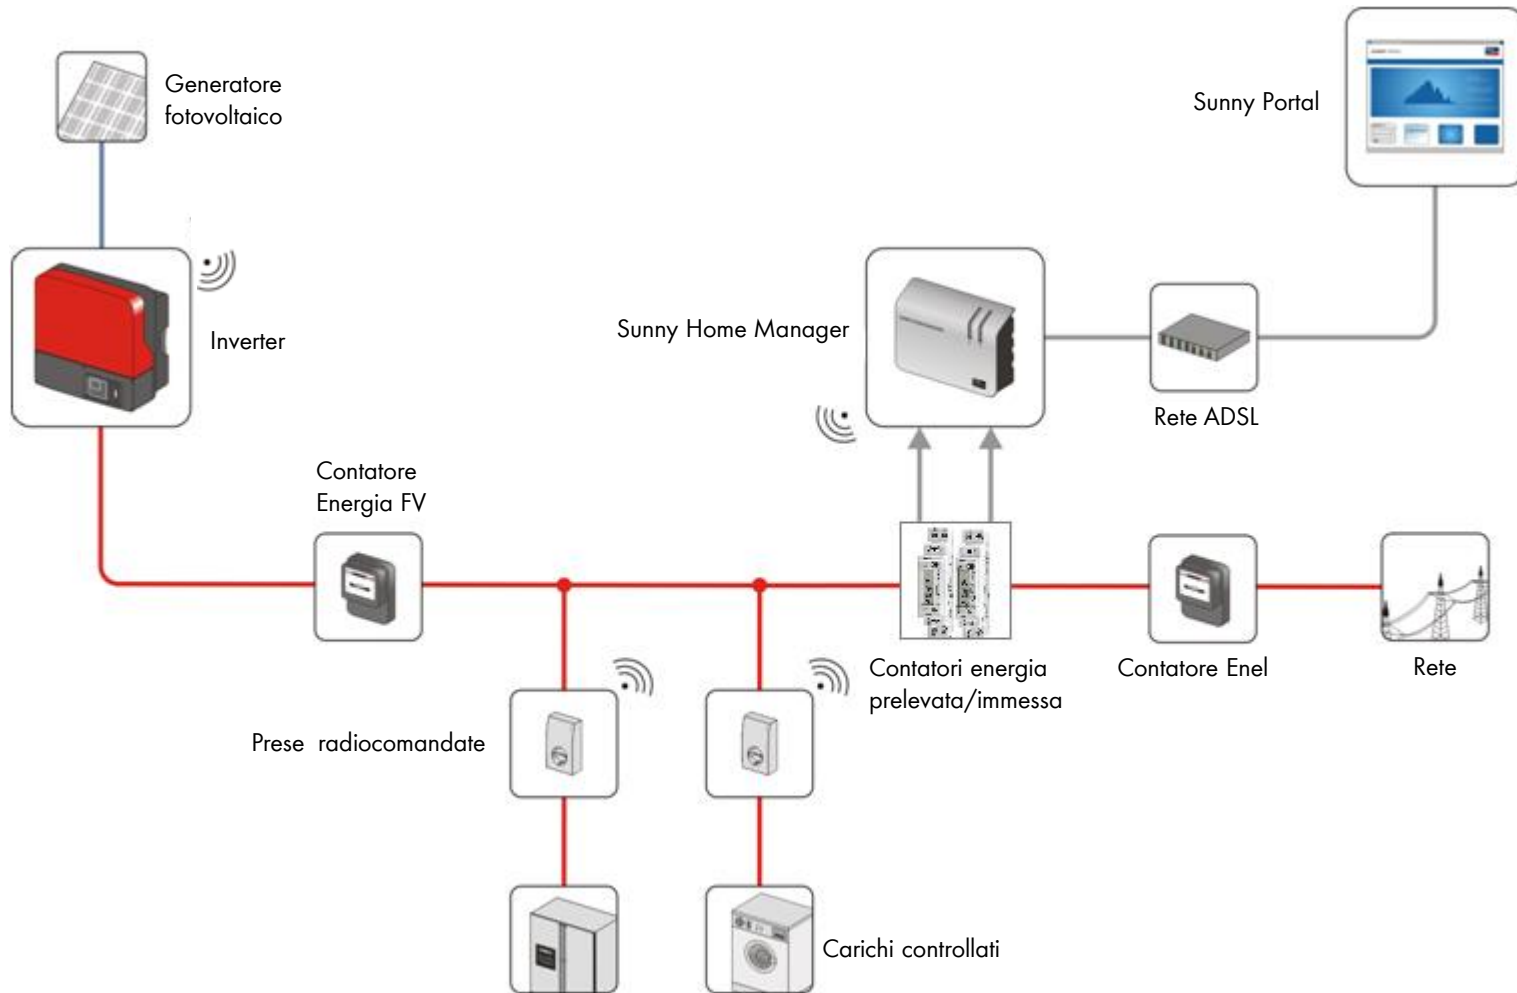 Generatore
fotovoltaico
Sunny Portal
Inverter
Sunny Home Manager
Rete ADSL
Contatore
Energia FV
Contatori energia
prelevata/immessa
Contatore Enel
Rete
Prese radiocomandate
Carichi controllati